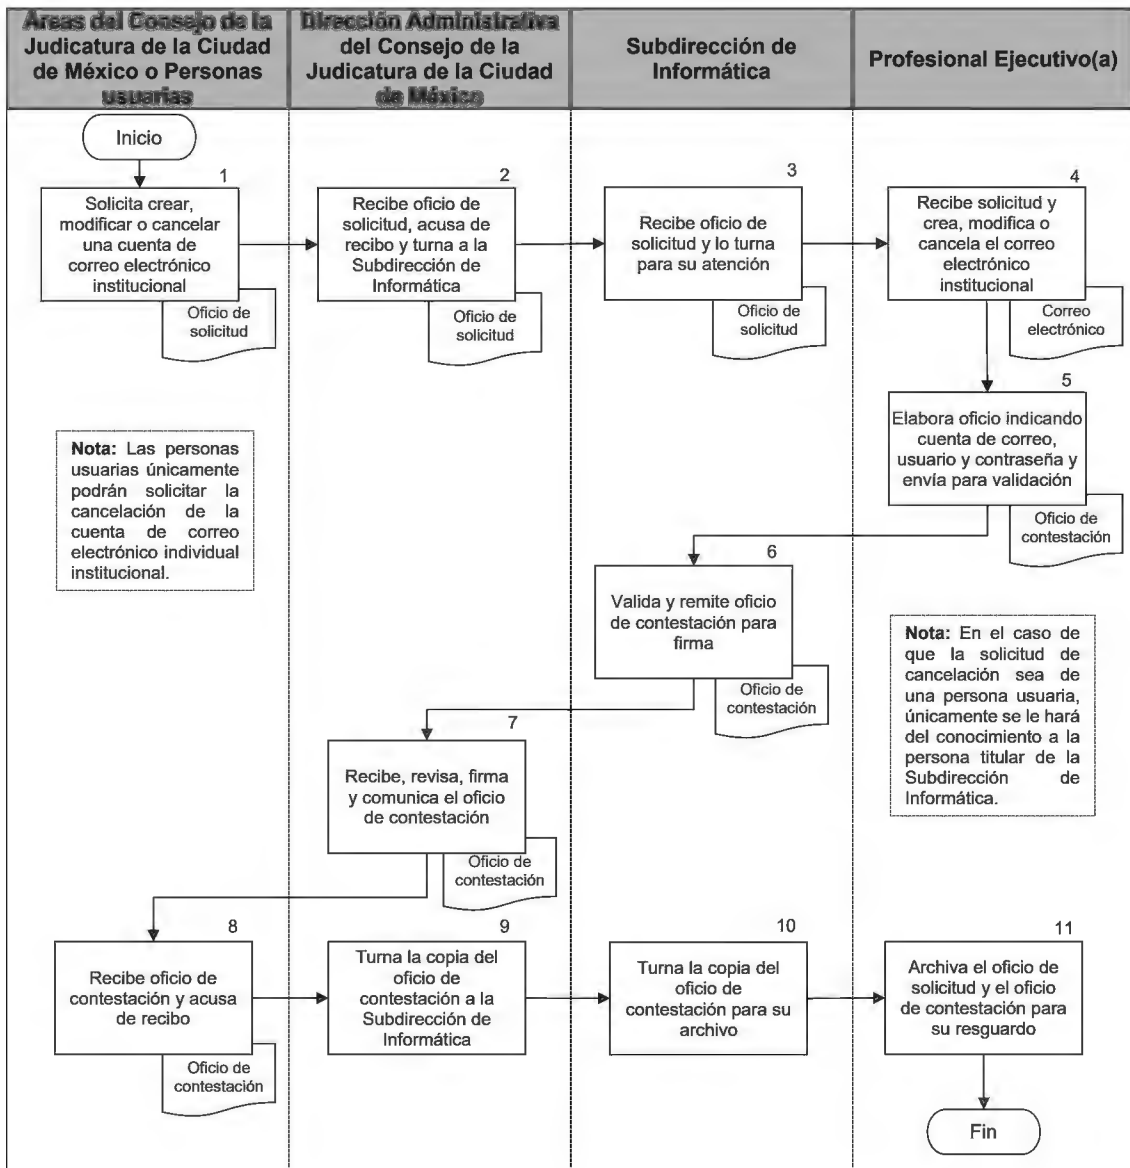 Áreas del Consejo de la
Judicatura de la Ciudad
de México o Personas
usuarias
Dirección Administrativa
del Consejo de la
Judicatura de la Ciudad
de México
Subdirección de
Informática
Profesional Ejecutivo(a)
Inicio
1
Solicita crear,
modificar o cancelar
una cuenta de
correo electrónico
institucional
Oficio de
solicitud
2
Recibe oficio de
solicitud, acusa de
recibo y turna a la
Subdirección de
Informática
Oficio de
solicitud
3
Recibe oficio de
solicitud y lo turna
para su atención
Oficio de
solicitud
4
Recibe solicitud y
crea, modifica o
cancela el correo
electrónico
institucional
Correo
electrónico
5
Elabora oficio indicando
cuenta de correo,
usuario y contraseña y
envía para validación
Oficio de
contestación
Nota: Las personas
usuarias únicamente
podrán solicitar la
cancelación de la
cuenta de correo
electrónico individual
institucional.
6
Valida y remite oficio
de contestación para
firma
Oficio de
contestación
Nota: En el caso de
que la solicitud de
cancelación sea de
una persona usuaria,
únicamente se le hará
del conocimiento a la
persona titular de la
Subdirección de
Informática.
7
Recibe, revisa, firma
y comunica el oficio
de contestación
Oficio de
contestación
8
Recibe oficio de
contestación y acusa
de recibo
Oficio de
contestación
9
Turna la copia del
oficio de
contestación a la
Subdirección de
Informática
10
Turna la copia del
oficio de
contestación para su
archivo
11
Archiva el oficio de
solicitud y el oficio
de contestación para
su resguardo
Fin